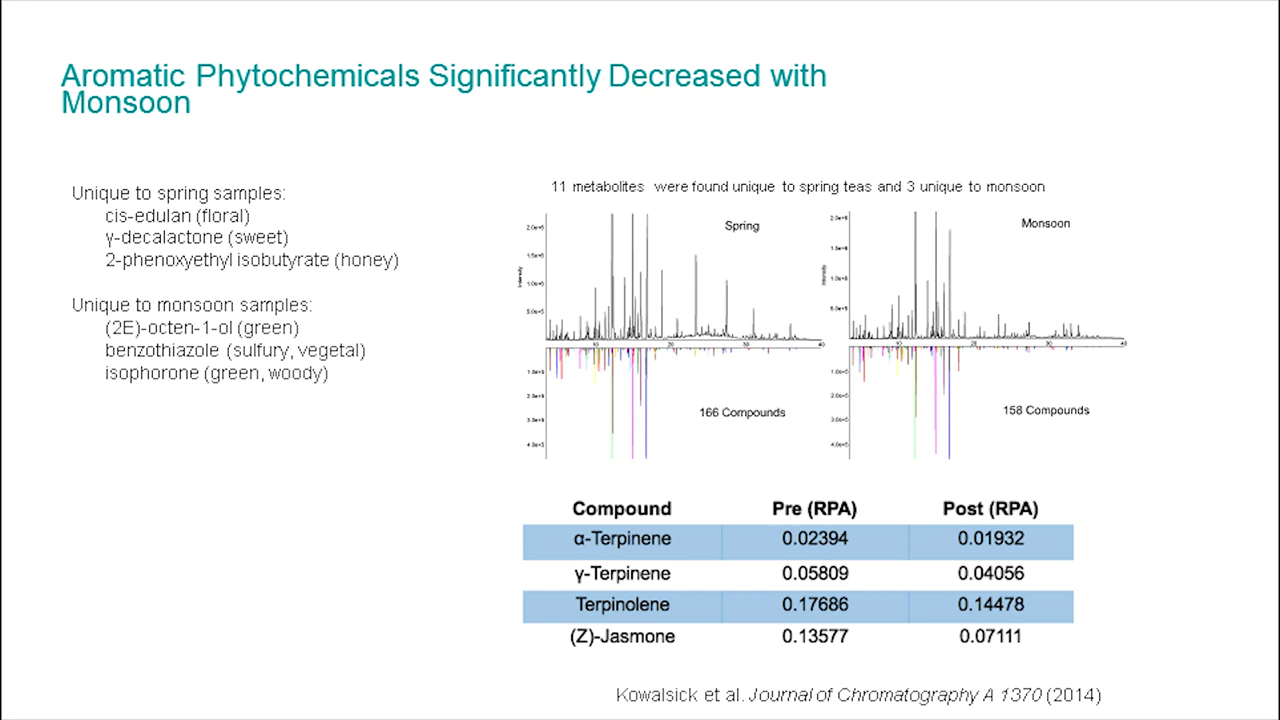 Aromatic Phytochemicals Significantly Decreased with
Monsoon
Unique to spring samples:
cis-edulan (floral)
γ-decalactone (sweet)
2-phenoxyethyl isobutyrate (honey)
Unique to monsoon samples:
(2E)-octen-1-ol (green)
benzothiazole (sulfury, vegetal)
isophorone (green, woody)
11 metabolites were found unique to spring teas and 3 unique to monsoon
Spring
Monsoon
Intensity
Intensity
166 Compounds
158 Compounds
Compound Pre (RPA) Post (RPA)
α-Terpinene 0.02394 0.01932
γ-Terpinene 0.05809 0.04056
Terpinolene 0.17686 0.14478
(Z)-Jasmone 0.13577 0.07111
Kowalsick et al. Journal of Chromatography A 1370 (2014)